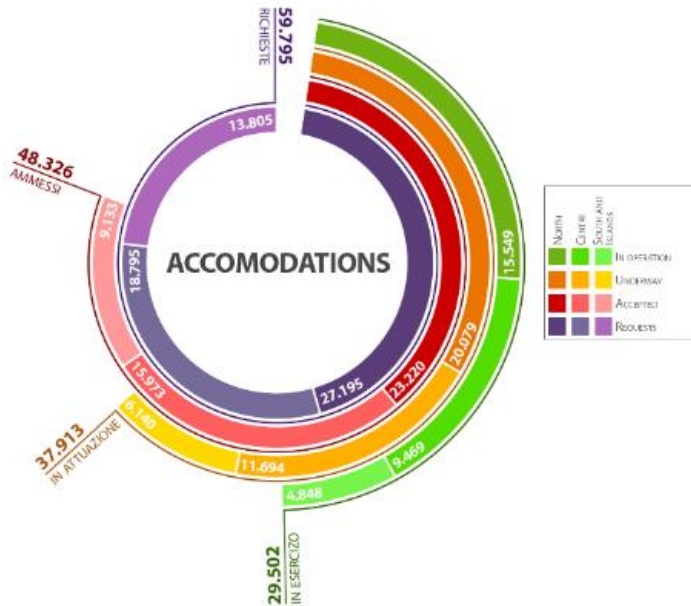 59.795
RICHIESTE
13.805
48.326
AMMESSI
9.133
18.795
ACCOMODATIONS
15.549
20.079
23.220
27.195
15.973
6.140
11.694
9.469
4.848
37.913
IN ATTUAZIONE
29.502
IN ESERCIZO
NORTH
CENTRE
SOUTH AND
ISLANDS
IN OPERATION
UNDERWAY
ACCEPTED
REQUESTS